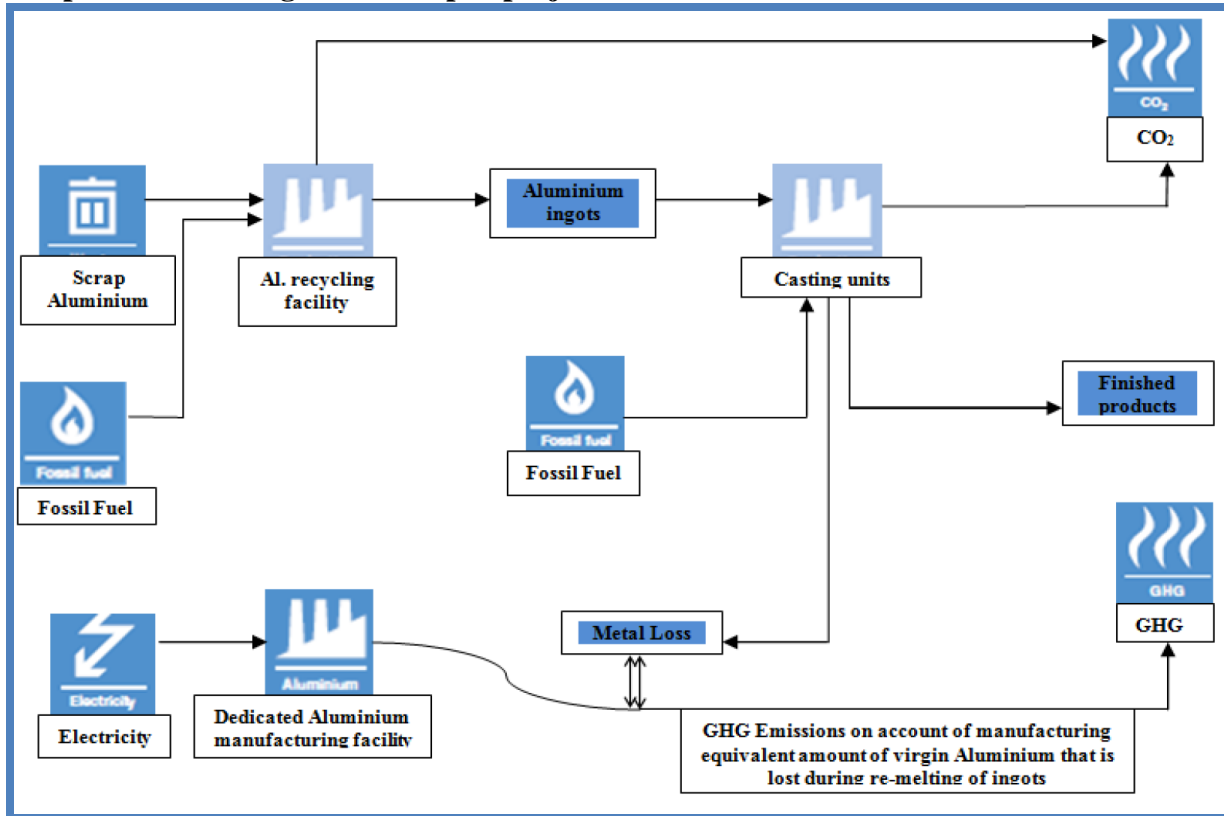 CO₂
CO₂
Aluminium
ingots
Scrap
Aluminium
Al. recycling
facility
Casting units
Finished
products
Fossil fuel
Fossil Fuel
Fossil fuel
Fossil Fuel
GHG
GHG
Metal Loss
Electricity
Electricity
Aluminium
Dedicated Aluminium
manufacturing facility
GHG Emissions on account of manufacturing
equivalent amount of virgin Aluminium that is
lost during re-melting of ingots